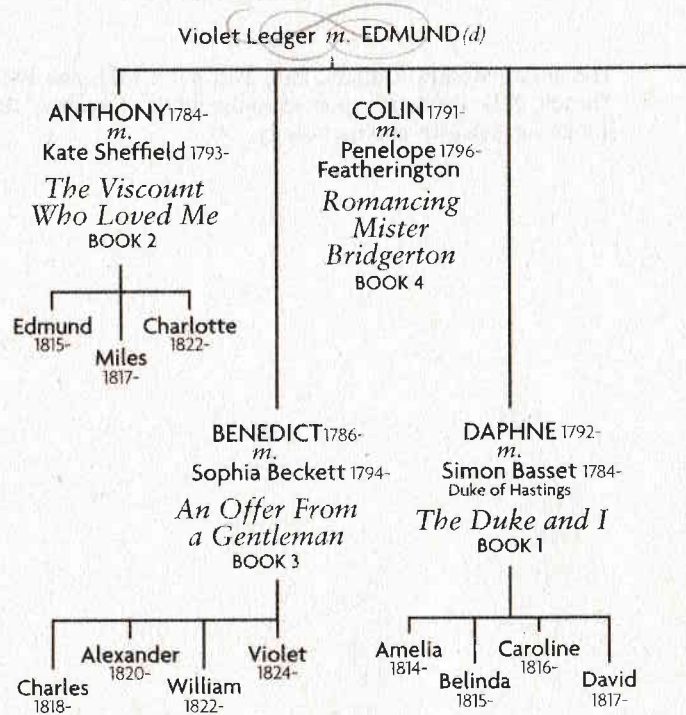 Violet Ledger m. EDMUND (d)
ANTHONY 1784-
m.
Kate Sheffield 1793-
The Viscount
Who Loved Me
BOOK 2
Edmund
1815-
Miles
1817-
Charlotte
1822-
COLIN 1791-
m.
Penelope 1796-
Featherington
Romancing
Mister
Bridgerton
BOOK 4
BENEDICT 1786-
m.
Sophia Beckett 1794-
An Offer From
a Gentleman
BOOK 3
Charles
1818-
Alexander
1820-
William
1822-
Violet
1824-
DAPHNE 1792-
m.
Simon Basset 1784-
Duke of Hastings
The Duke and I
BOOK 1
Amelia
1814-
Belinda
1815-
Caroline
1816-
David
1817-